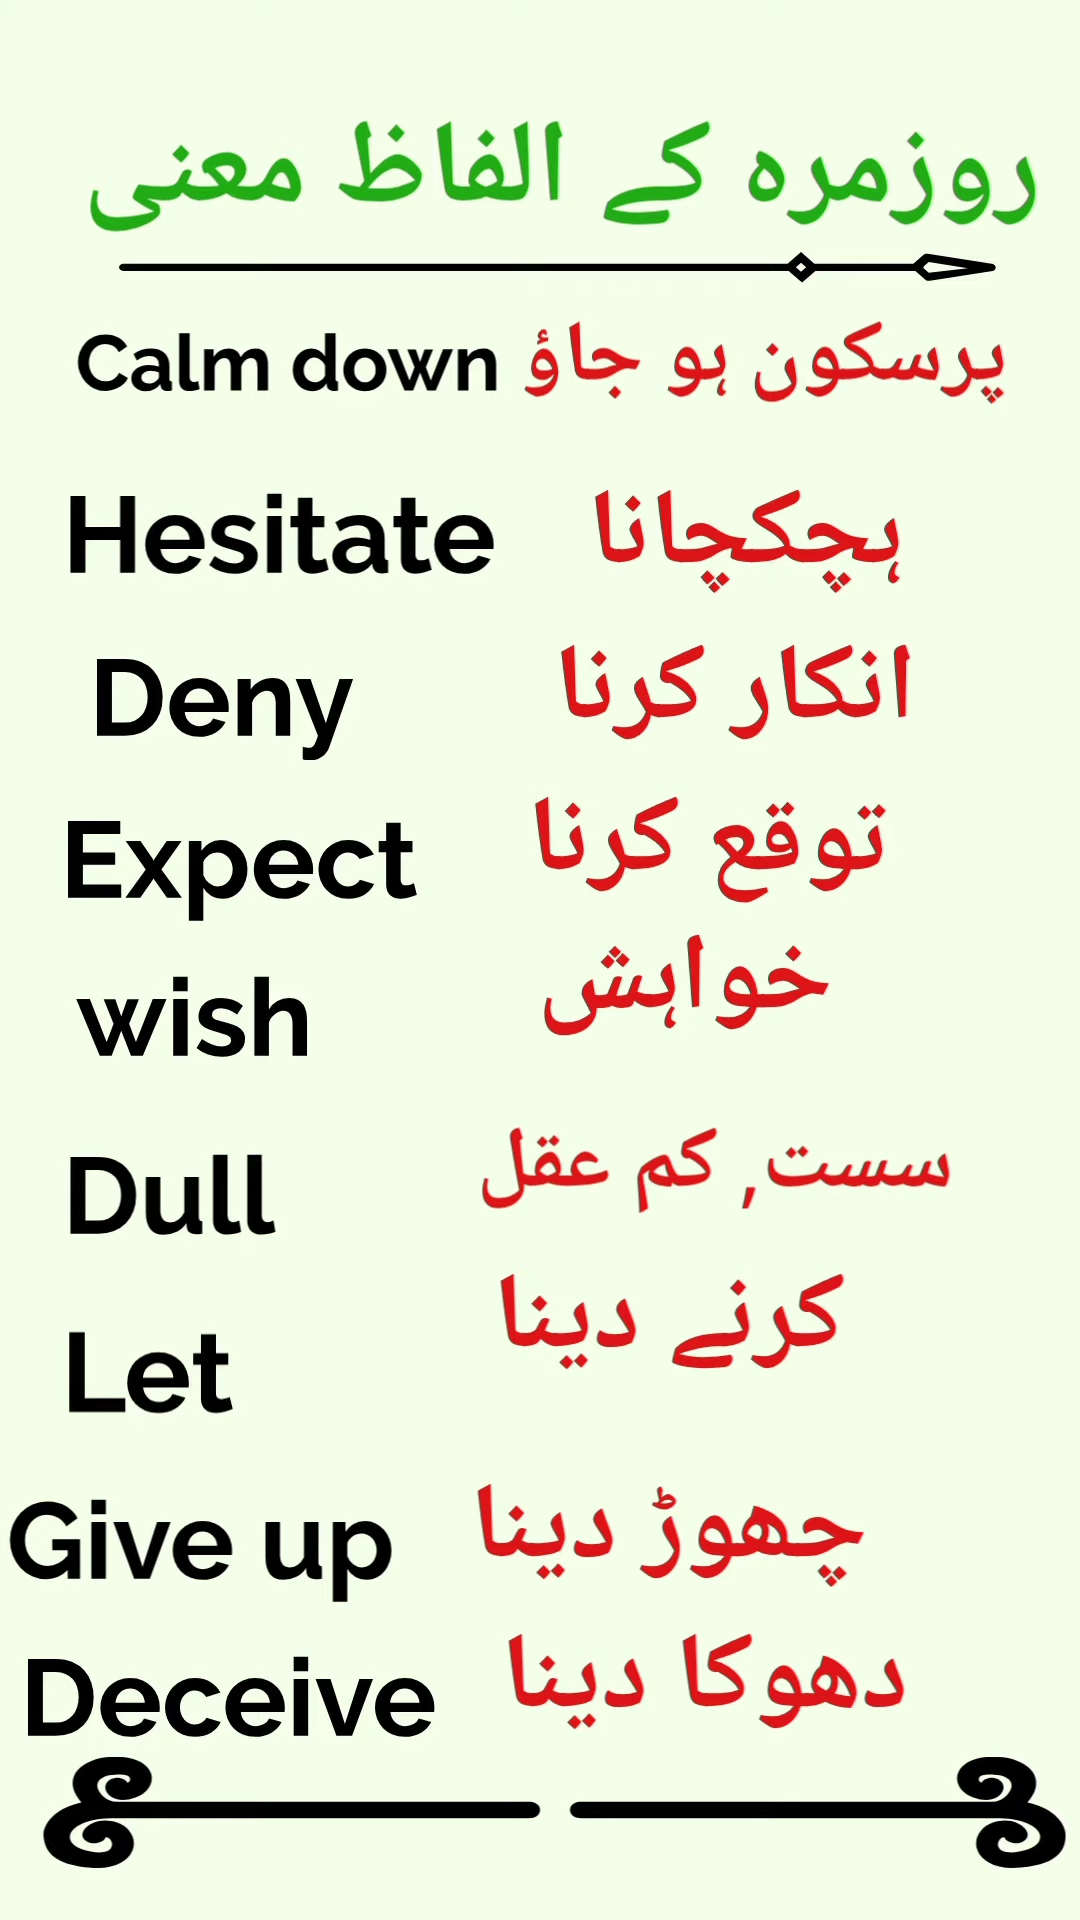 روزمرہ کے الفاظ معنی
Calm down پرسکون ہو جاؤ
Hesitate ہچکچانا
Deny انکار کرنا
Expect توقع کرنا
wish خواہش
Dull سست, کم عقل
Let کرنے دینا
Give up چھوڑ دینا
Deceive دھوکا دینا